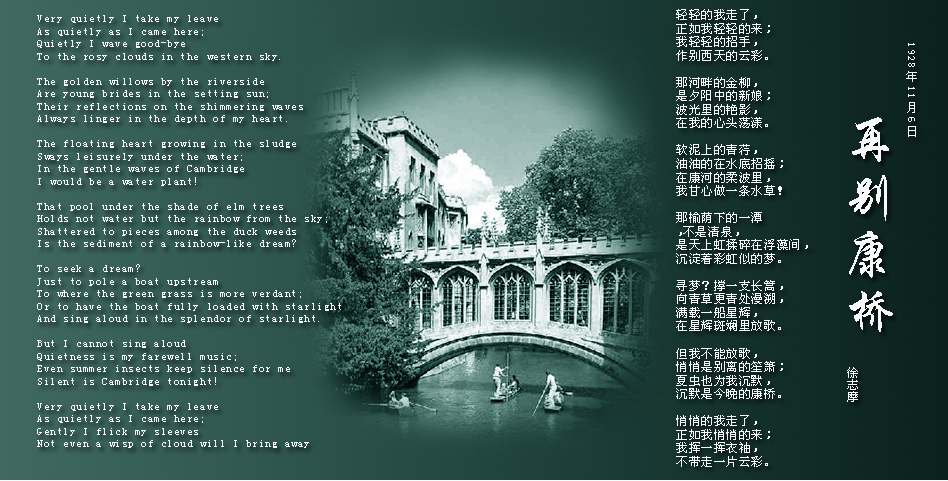 Very quietly I take my leave
As quietly as I came here;
Quietly I wave good-bye
To the rosy clouds in the western sky.
The golden willows by the riverside
Are young brides in the setting sun;
Their reflections on the shimmering waves
Always linger in the depth of my heart.
The floating heart growing in the sludge
Sways leisurely under the water;
In the gentle waves of Cambridge
I would be a water plant!
That pool under the shade of elm trees
Holds not water but the rainbow from the sky;
Shattered to pieces among the duck weeds
Is the sediment of a rainbow-like dream?
To seek a dream?
Just to pole a boat upstream
To where the green grass is more verdant;
Or to have the boat fully loaded with starlight
And sing aloud in the splendor of starlight.
But I cannot sing aloud
Quietness is my farewell music;
Even summer insects keep silence for me
Silent is Cambridge tonight!
Very quietly I take my leave
As quietly as I came here;
Gently I flick my sleeves
Not even a wisp of cloud will I bring away
轻轻的我走了，
正如我轻轻的来；
我轻轻的招手，
作别西天的云彩。
那河畔的金柳，
是夕阳中的新娘；
波光里的艳影，
在我的心头荡漾。
软泥上的青荇，
油油的在水底招摇；
在康河的柔波里，
我甘心做一条水草！
那榆荫下的一潭
，不是清泉，
是天上虹揉碎在浮藻间，
沉淀着彩虹似的梦。
寻梦？撑一支长篙，
向青草更青处漫溯，
满载一船星辉，
在星辉斑斓里放歌。
但我不能放歌，
悄悄是别离的笙箫；
夏虫也为我沉默，
沉默是今晚的康桥。
悄悄的我走了，
正如我悄悄的来；
我挥一挥衣袖，
不带走一片云彩。
再别康桥
1928年11月6日
徐志摩